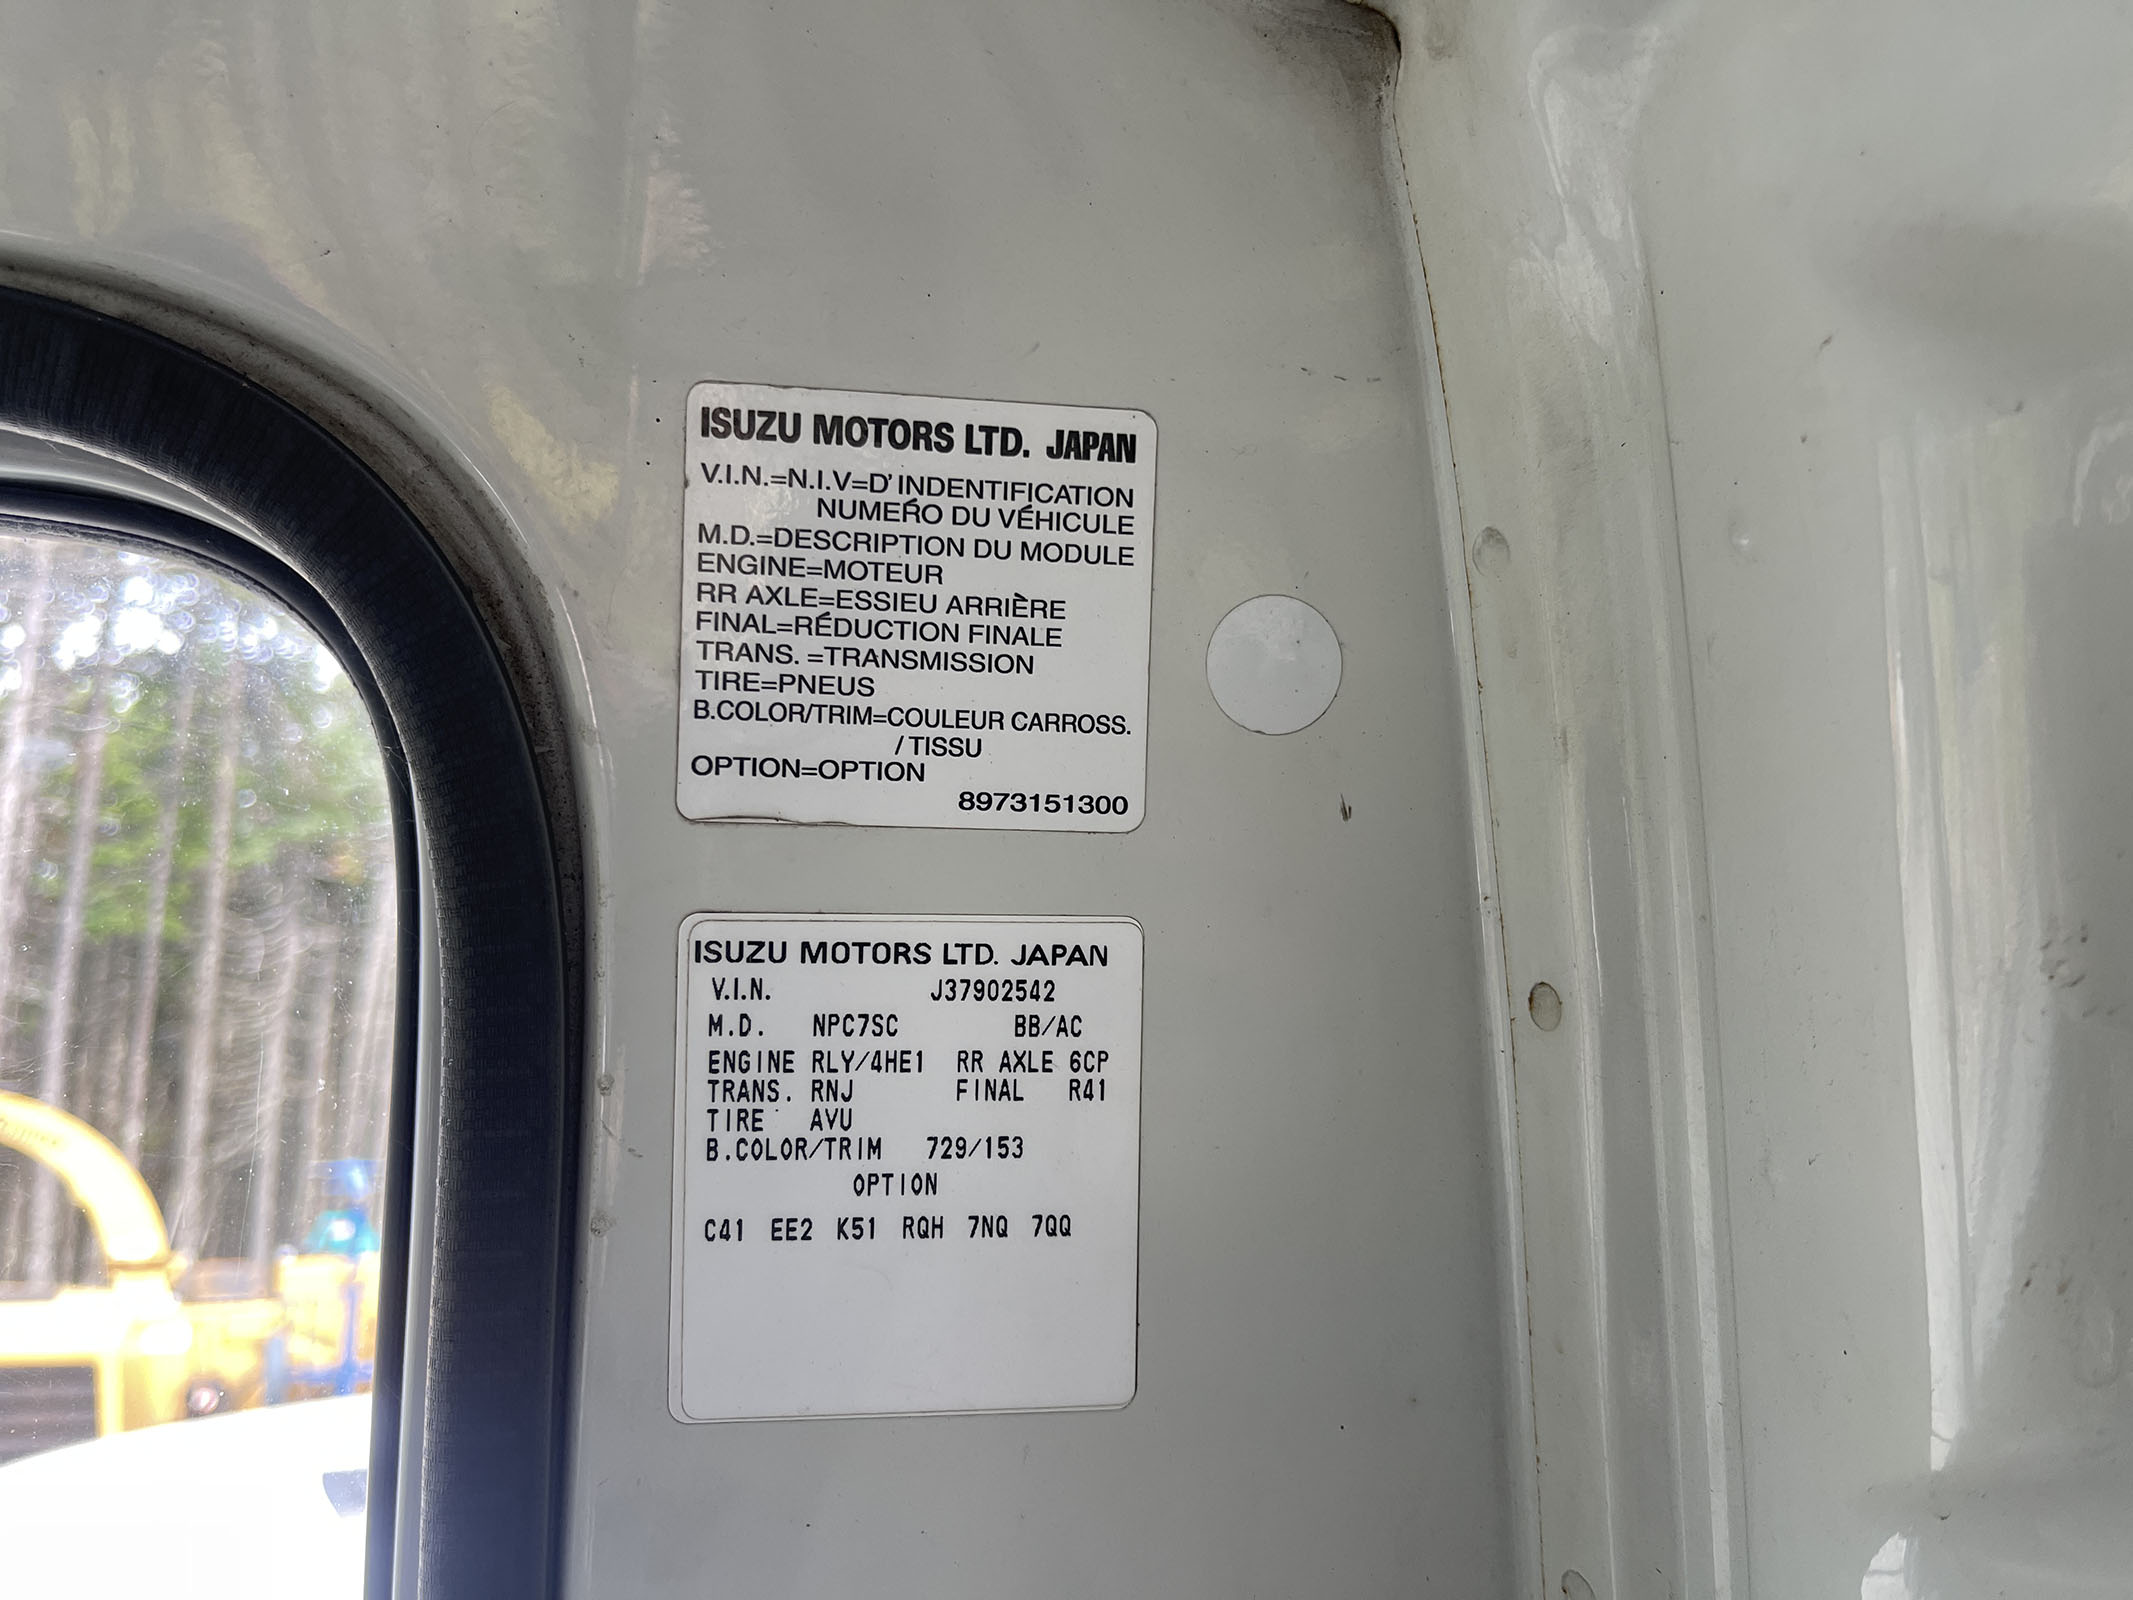 ISUZU MOTORS LTD. JAPAN
V.I.N.=N.I.V=D'INDENTIFICATION
NUMEŔO DU VÉHICULE
M.D.=DESCRIPTION DU MODULE
ENGINE=MOTEUR
RR AXLE=ESSIEU ARRIÈRE
FINAL=RÉDUCTION FINALE
TRANS. =TRANSMISSION
TIRE=PNEUS
B.COLOR/TRIM=COULEUR CARROSS.
/TISSU
OPTION=OPTION
8973151300
ISUZU MOTORS LTD. JAPAN
V.I.N. J37902542
M.D. NPC7SC BB/AC
ENGINE RLY/4HE1 RR AXLE 6CP
TRANS. RNJ FINAL R41
TIRE AVU
B.COLOR/TRIM 729/153
OPTION
C41 EE2 K51 RQH 7NQ 7QQ